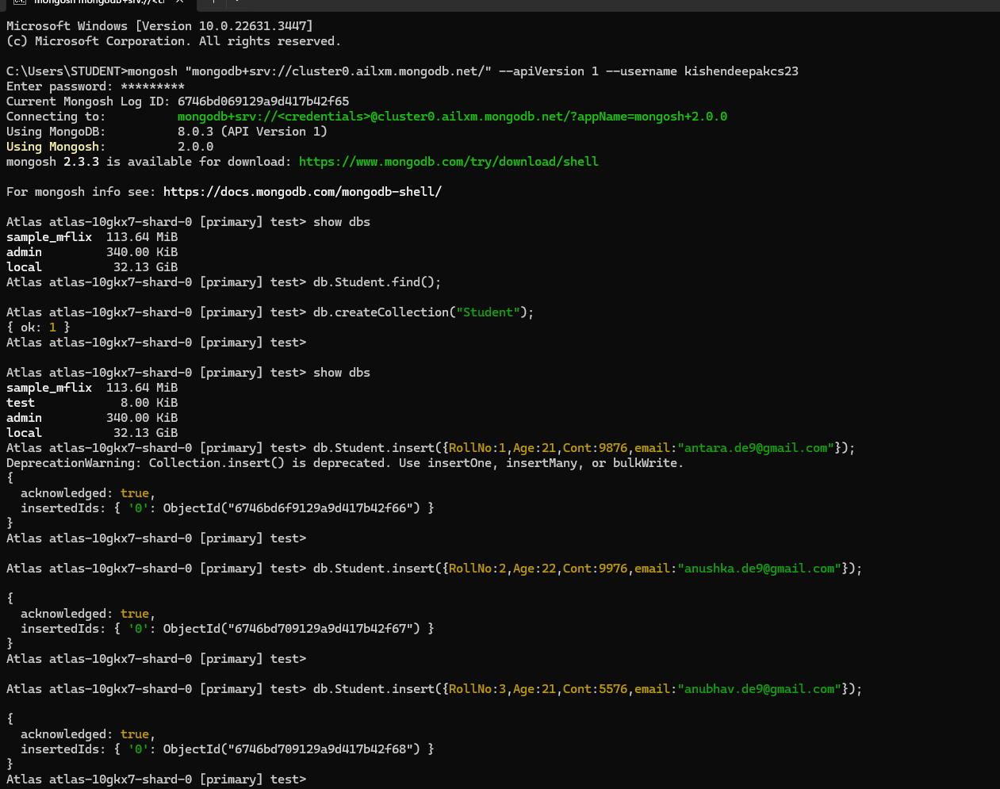 mongosh mongodb+srv://<cr
Microsoft Windows [Version 10.0.22631.3447]
(c) Microsoft Corporation. All rights reserved.
C:\Users\STUDENT>mongosh "mongodb+srv://cluster0.ailxm.mongodb.net/" --apiVersion 1 --username kishendeepakcs23
Enter password: *********
Current Mongosh Log ID: 6746bd069129a9d417b42f65
Connecting to:          mongodb+srv://<credentials>@cluster0.ailxm.mongodb.net/?appName=mongosh+2.0.0
Using MongoDB:          8.0.3 (API Version 1)
Using Mongosh:          2.0.0
mongosh 2.3.3 is available for download: https://www.mongodb.com/try/download/shell
For mongosh info see: https://docs.mongodb.com/mongodb-shell/
Atlas atlas-10gkx7-shard-0 [primary] test> show dbs
sample_mflix  113.64 MiB
admin         340.00 KiB
local          32.13 GiB
Atlas atlas-10gkx7-shard-0 [primary] test> db.Student.find();
Atlas atlas-10gkx7-shard-0 [primary] test> db.createCollection("Student");
{ ok: 1 }
Atlas atlas-10gkx7-shard-0 [primary] test>
Atlas atlas-10gkx7-shard-0 [primary] test> show dbs
sample_mflix  113.64 MiB
test            8.00 KiB
admin         340.00 KiB
local          32.13 GiB
Atlas atlas-10gkx7-shard-0 [primary] test> db.Student.insert({RollNo:1,Age:21,Cont:9876,email:"antara.de9@gmail.com"});
DeprecationWarning: Collection.insert() is deprecated. Use insertOne, insertMany, or bulkWrite.
{
  acknowledged: true,
  insertedIds: { '0': ObjectId("6746bd6f9129a9d417b42f66") }
}
Atlas atlas-10gkx7-shard-0 [primary] test>
Atlas atlas-10gkx7-shard-0 [primary] test> db.Student.insert({RollNo:2,Age:22,Cont:9976,email:"anushka.de9@gmail.com"});
{
  acknowledged: true,
  insertedIds: { '0': ObjectId("6746bd709129a9d417b42f67") }
}
Atlas atlas-10gkx7-shard-0 [primary] test>
Atlas atlas-10gkx7-shard-0 [primary] test> db.Student.insert({RollNo:3,Age:21,Cont:5576,email:"anubhav.de9@gmail.com"});
{
  acknowledged: true,
  insertedIds: { '0': ObjectId("6746bd709129a9d417b42f68") }
}
Atlas atlas-10gkx7-shard-0 [primary] test>